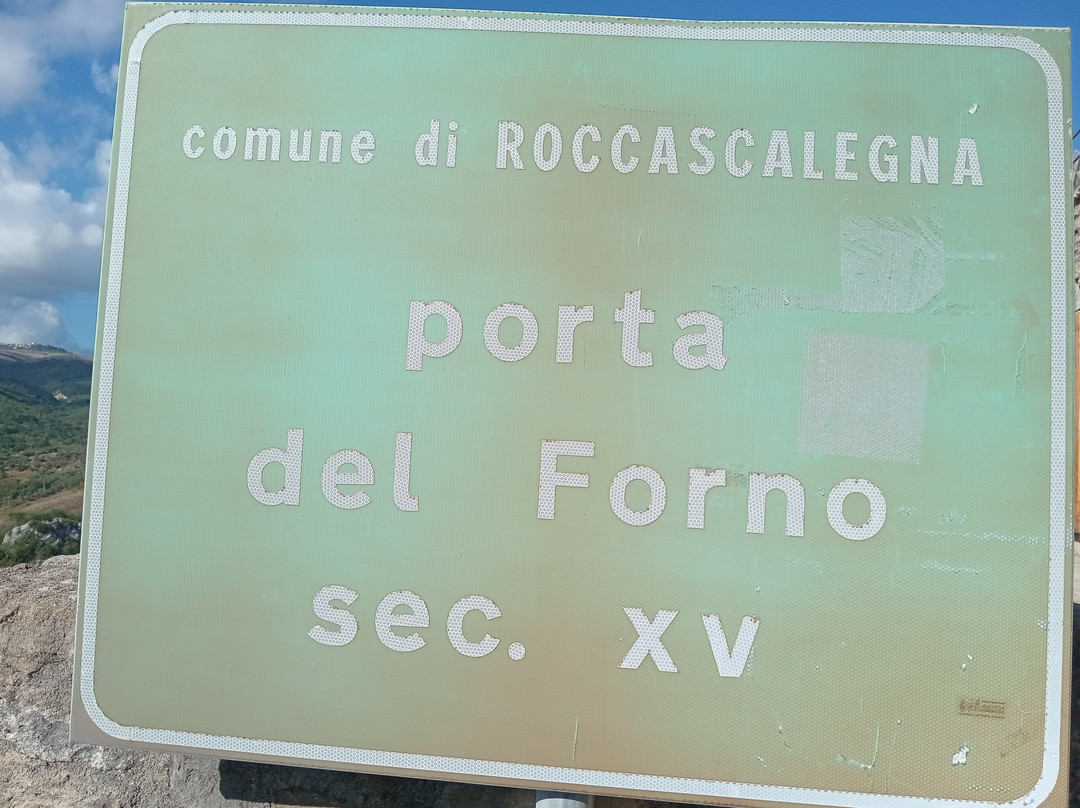 comune di ROCCASCALEGNA
porta
del Forno
sec. xv